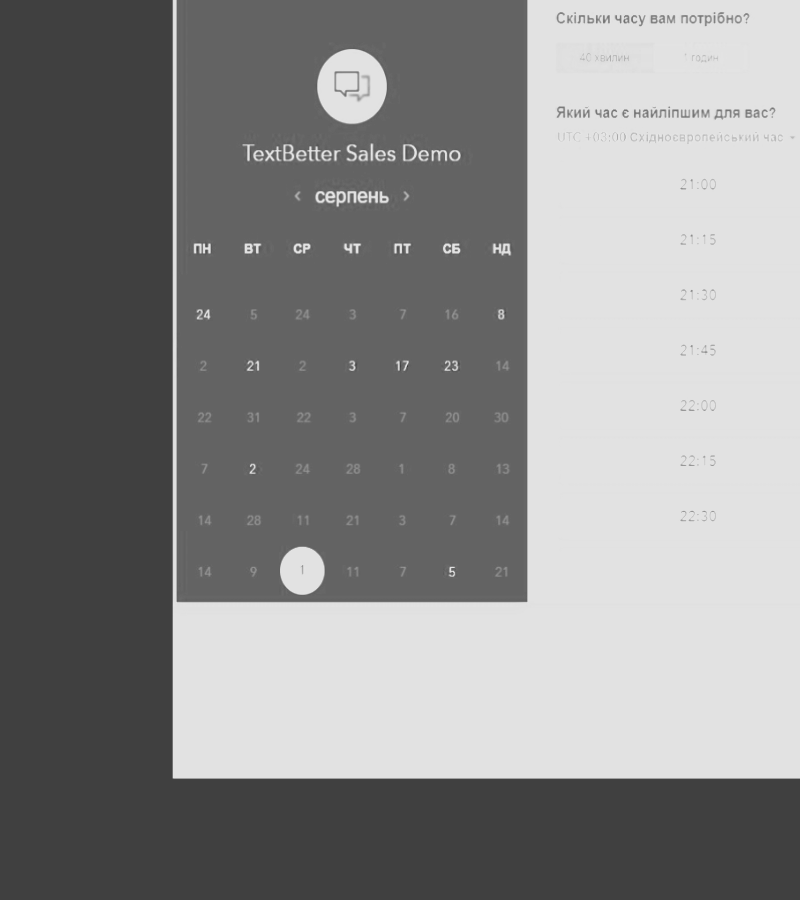 TextBetter Sales Demo
‹ серпень ›
ПН ВТ СР ЧТ ПТ СБ НД
24 5 24 3 7 16 8
2 21 2 3 17 23 14
22 31 22 3 7 20 30
7 2 24 28 1 8 13
14 28 11 21 3 7 14
14 9 1 11 7 5 21
Скільки часу вам потрібно?
40 хвилин 1 годин
Який час є найліпшим для вас?
UTC +03:00 Східноєвропейський час
21:00
21:15
21:30
21:45
22:00
22:15
22:30